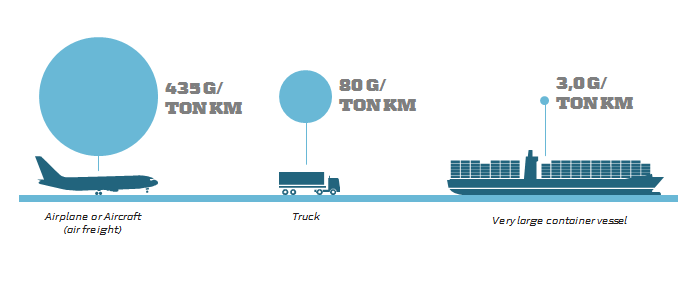 435 G/
TON KM
80 G/
TON KM
3,0 G/
TON KM
Airplane or Aircraft
(air freight)
Truck
Very large container vessel